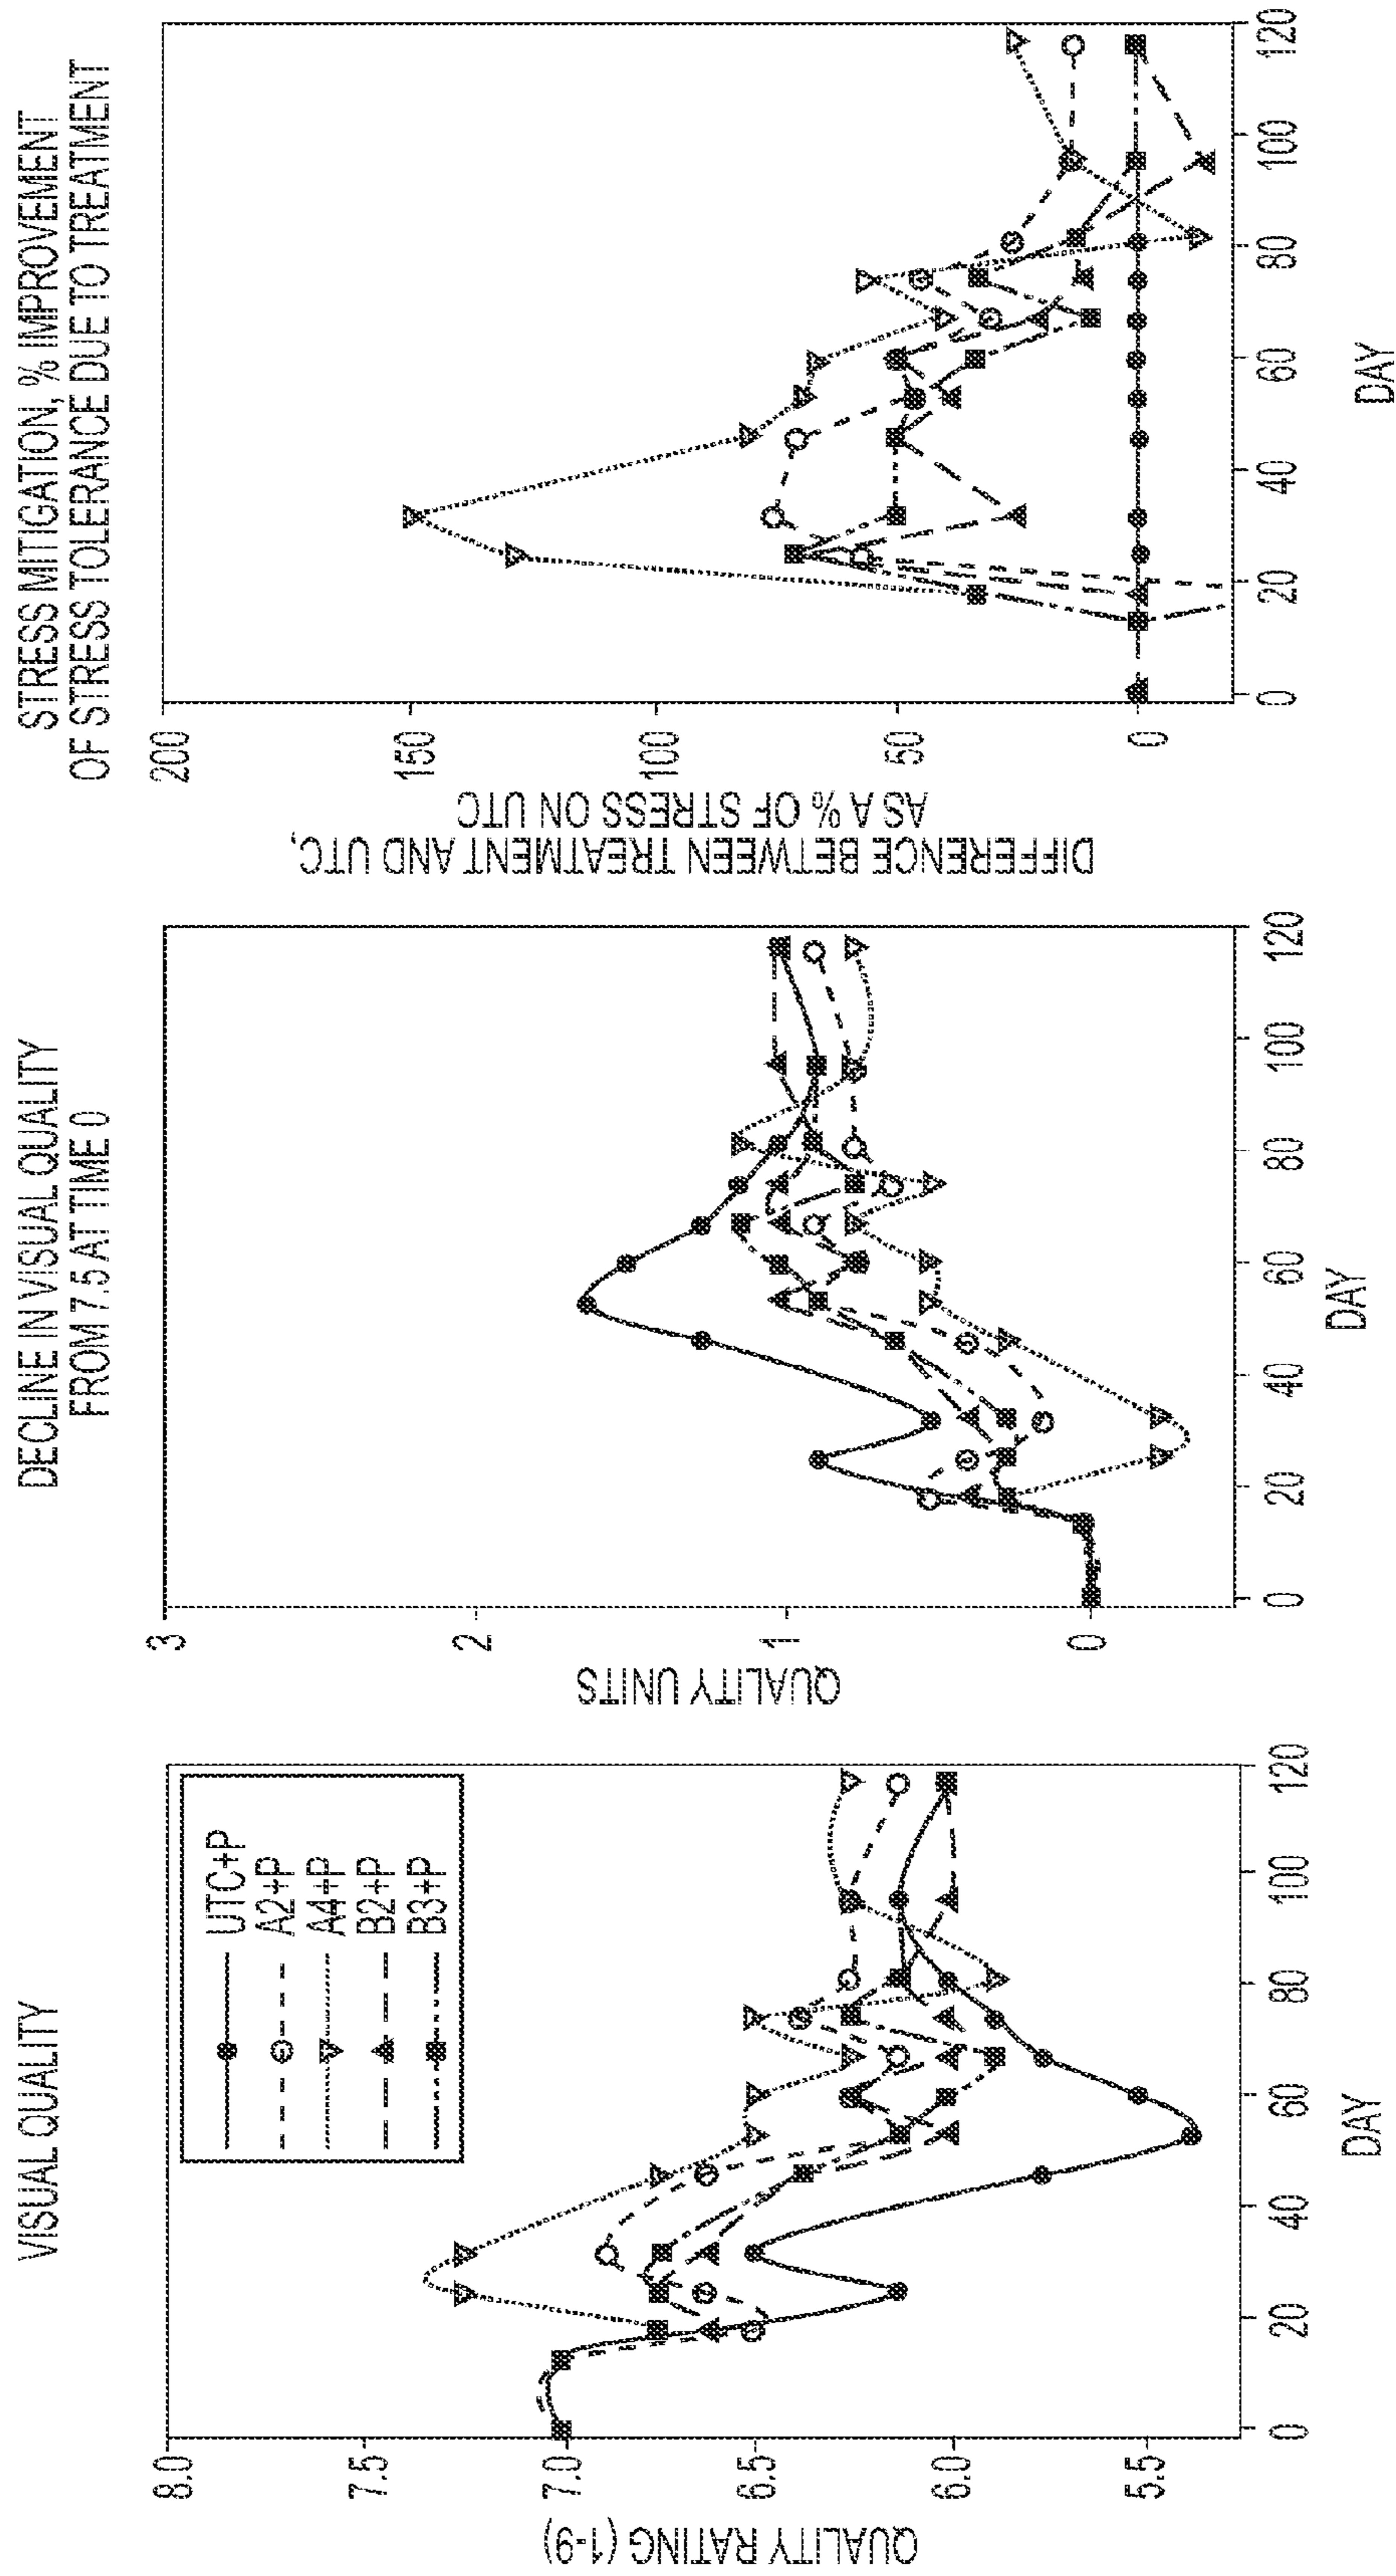 VISUAL QUALITY
QUALITY RATING (1-9)
8.0
7.5
7.0
6.5
6.0
5.5
UTC+P
A2+P
A4+P
B2+P
B3+P
0 20 40 60 80 100 120
DAY
DECLINE IN VISUAL QUALITY
FROM 7.5 AT TIME 0
QUALITY UNITS
3
2
1
0
0 20 40 60 80 100 120
DAY
STRESS MITIGATION, % IMPROVEMENT
OF STRESS TOLERANCE DUE TO TREATMENT
DIFFERENCE BETWEEN TREATMENT AND UTC,
AS A % OF STRESS ON UTC
200
150
100
50
0
0 20 40 60 80 100 120
DAY